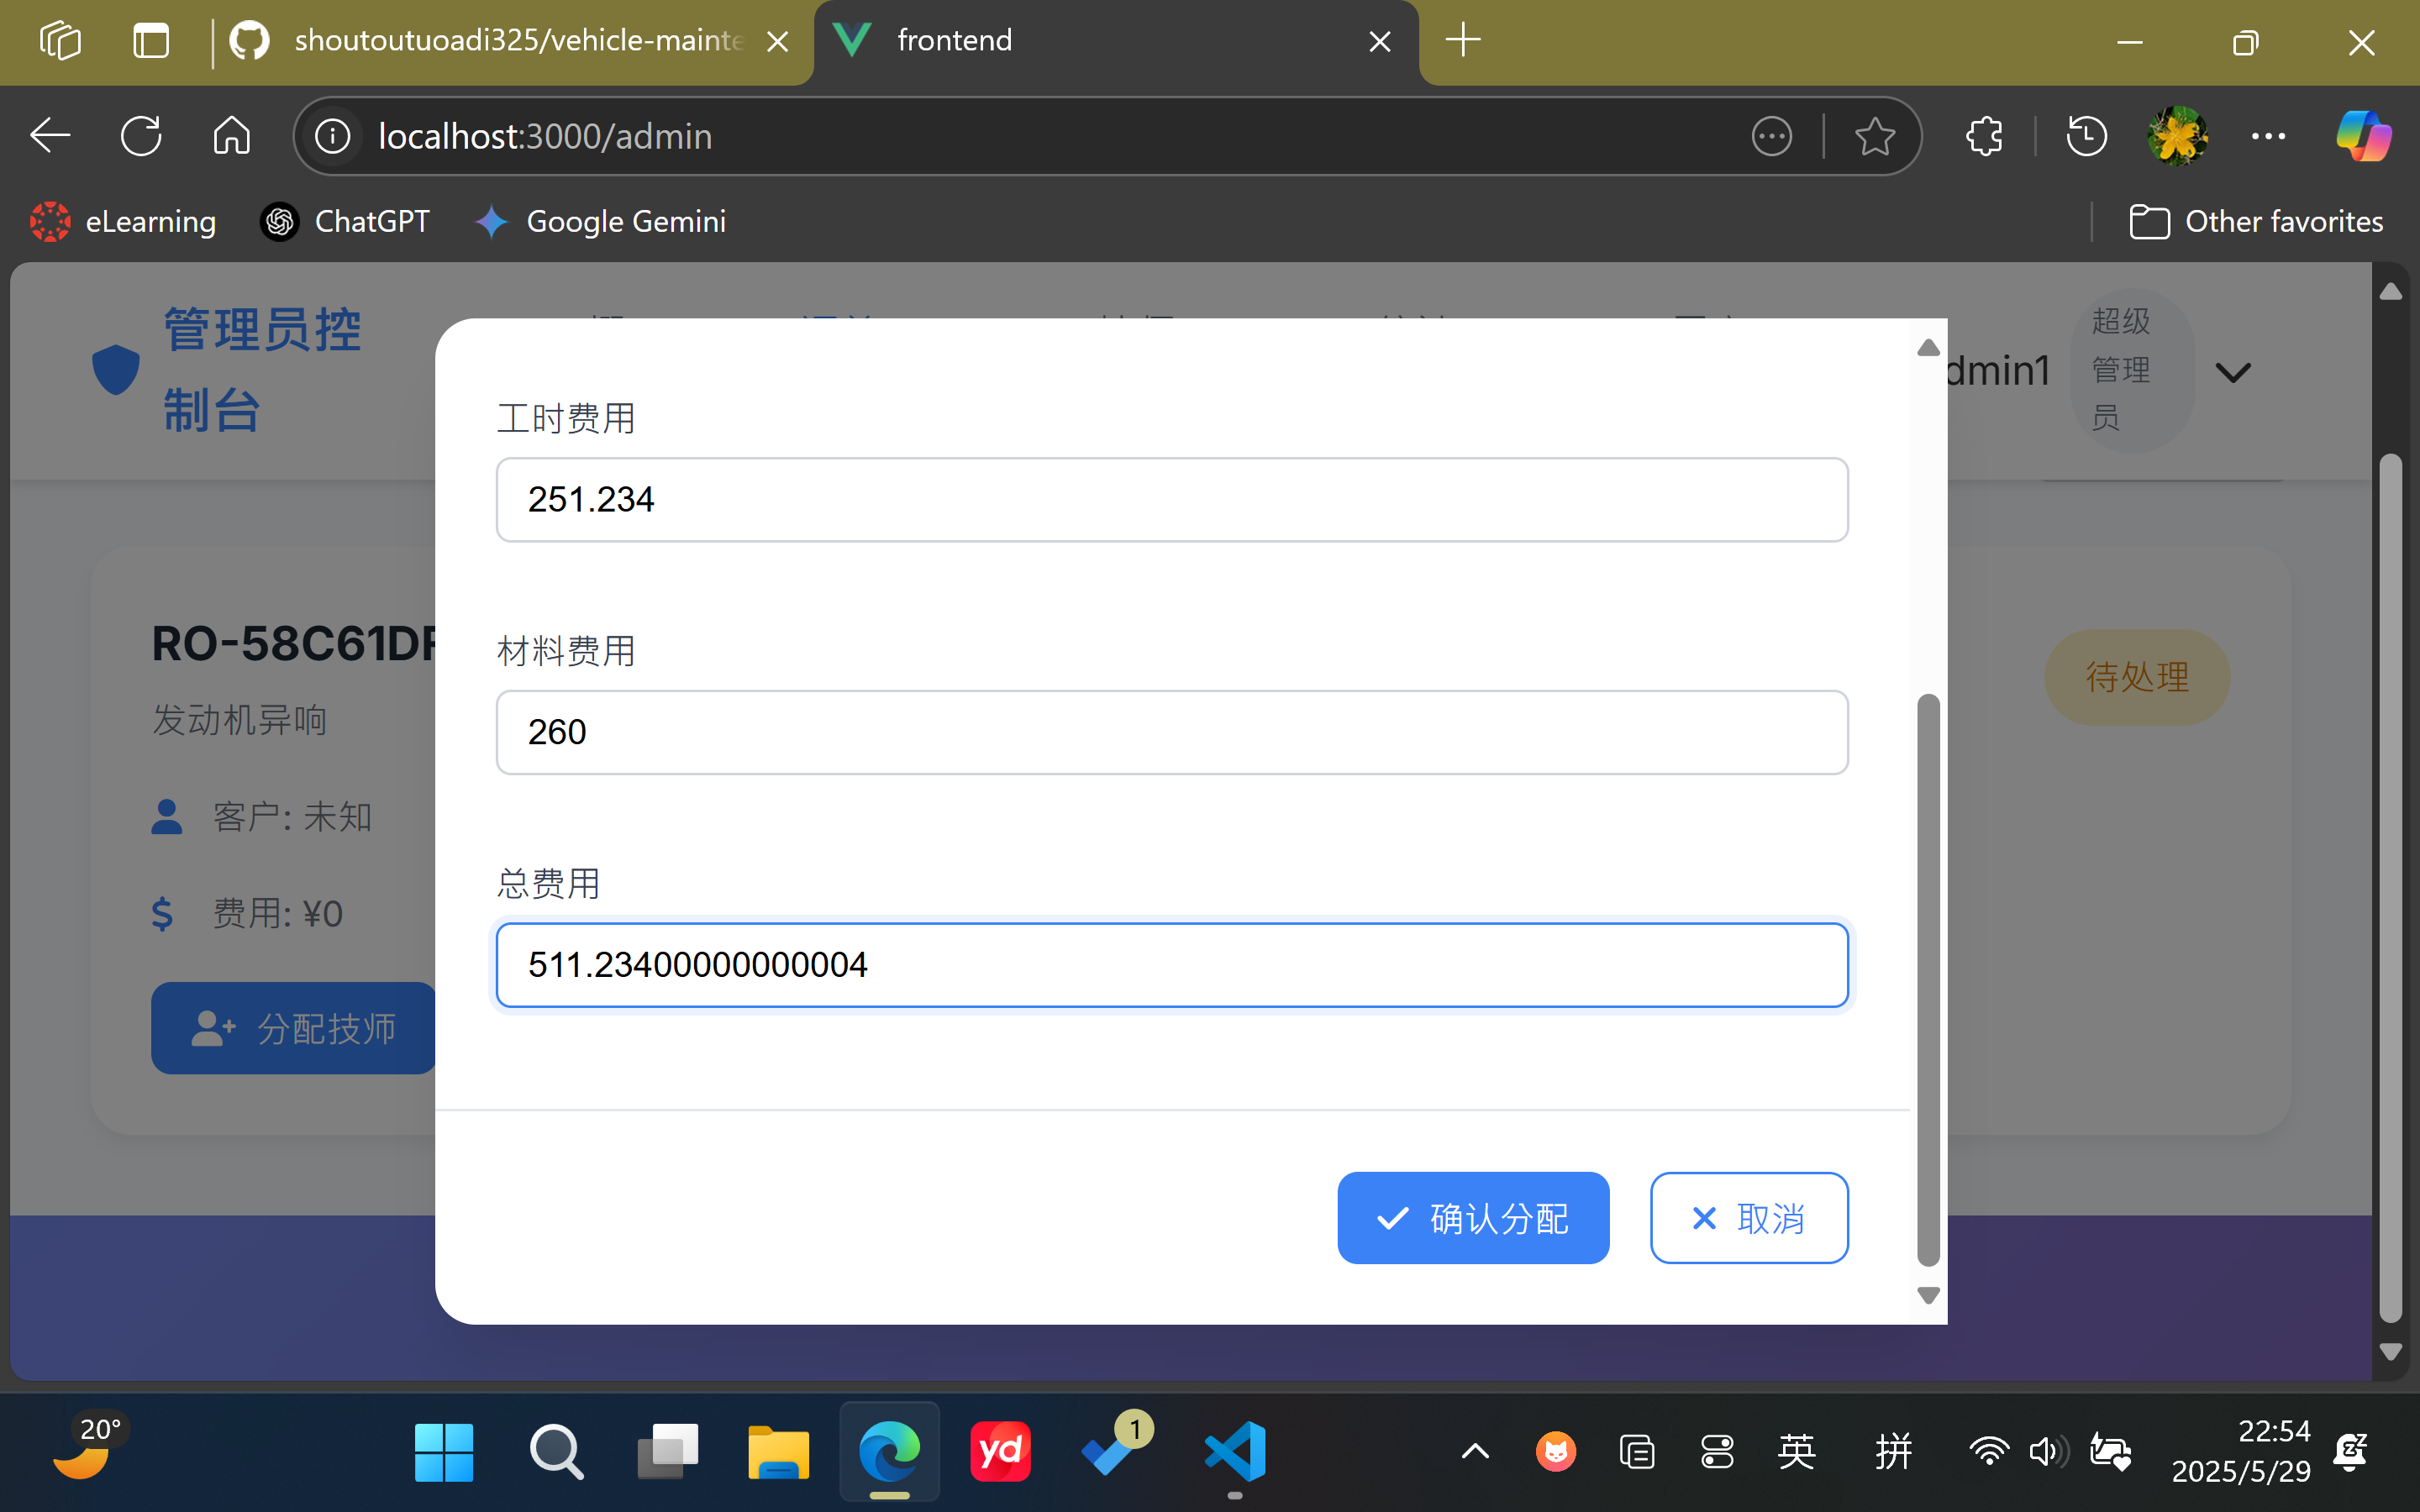 shoutoutuoadi325/vehicle-mainte
frontend
localhost:3000/admin
eLearning
ChatGPT
Google Gemini
Other favorites
管理员控
制台
dmin1
超级
管理
员
工时费用
251.234
材料费用
260
总费用
511.23400000000004
确认分配
取消
RO-58C61DF
发动机异响
客户: 未知
费用: ¥0
分配技师
待处理
20°
yd
1
英
拼
22:54
2025/5/29